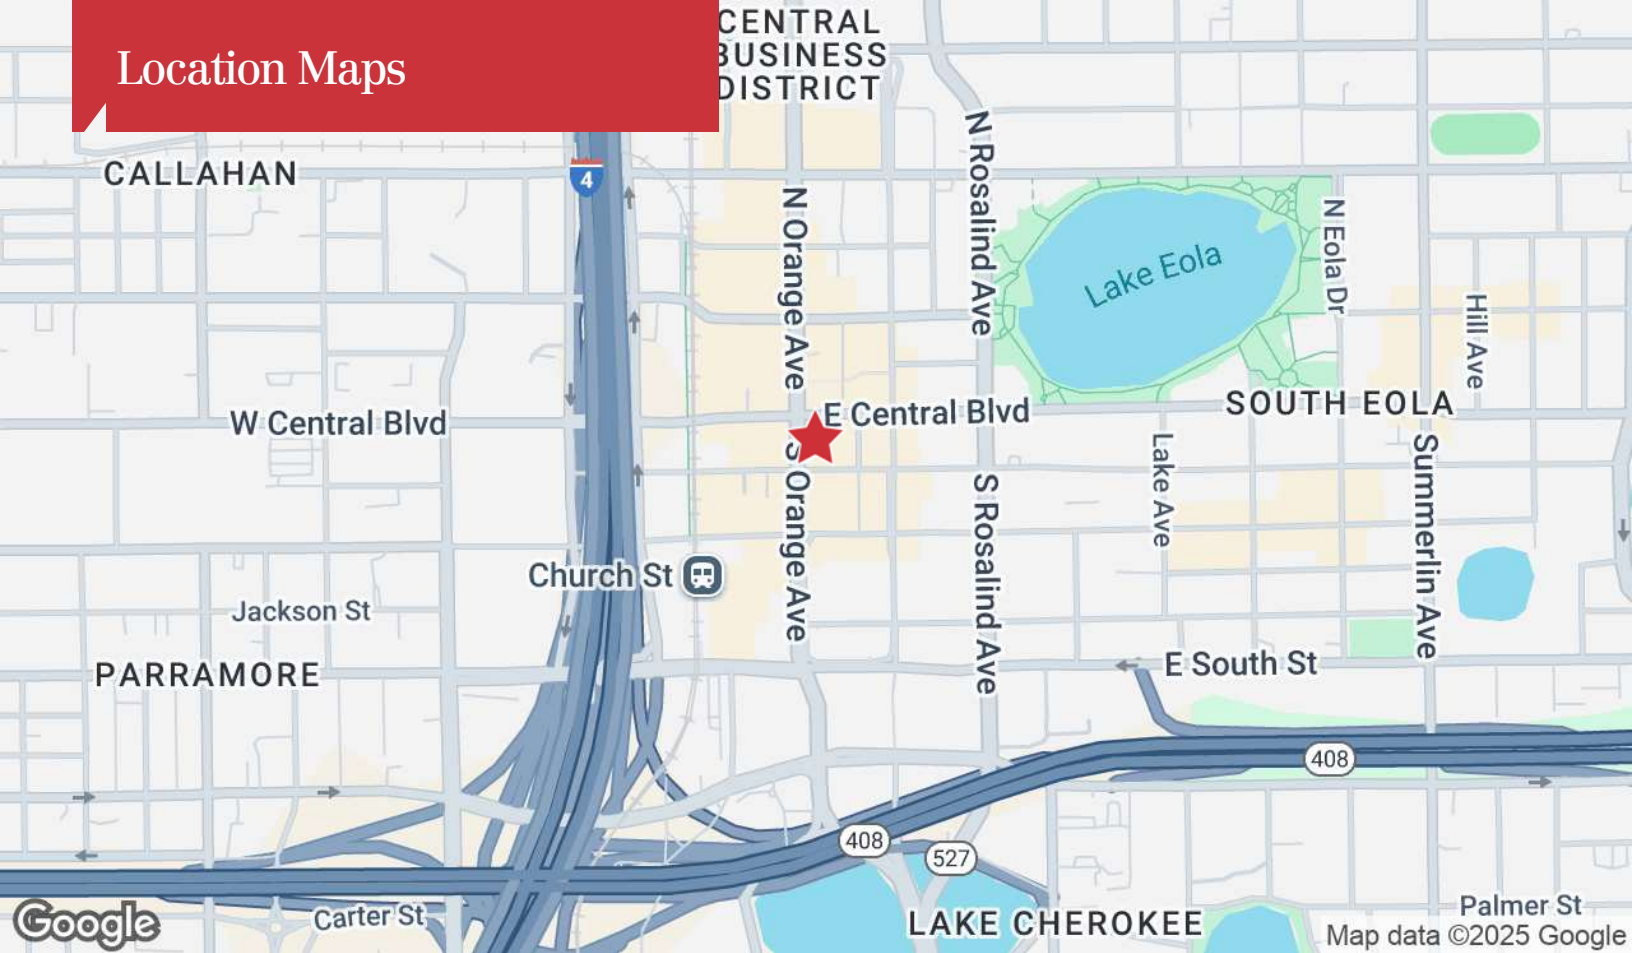 Location Maps
CENTRAL
BUSINESS
DISTRICT
CALLAHAN
4
N Rosalind Ave
N Orange Ave
Lake Eola
N Eola Dr
Hill Ave
SOUTH EOLA
E Central Blvd
W Central Blvd
S Orange Ave
S Rosalind Ave
Lake Ave
Summerlin Ave
Church St
Jackson St
PARRAMORE
E South St
408
408
527
Carter St
LAKE CHEROKEE
Palmer St
Google
Map data ©2025 Google